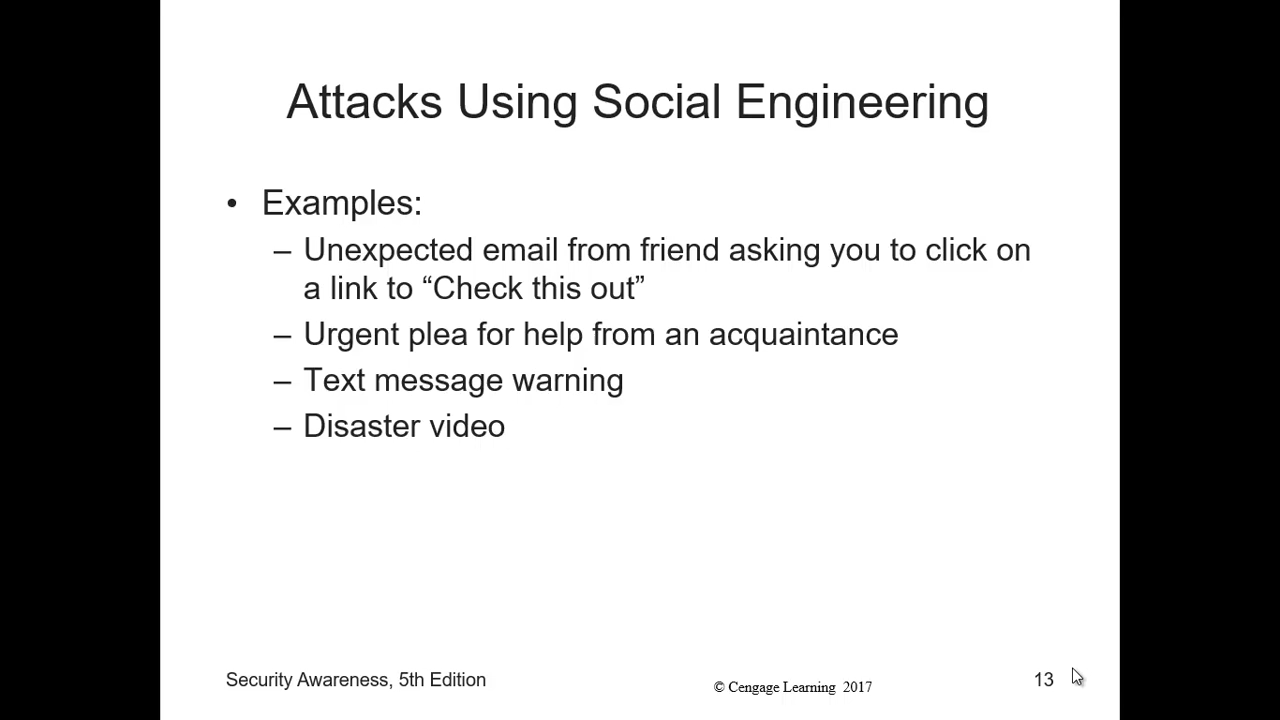 Attacks Using Social Engineering
• Examples:
– Unexpected email from friend asking you to click on
a link to “Check this out”
– Urgent plea for help from an acquaintance
– Text message warning
– Disaster video
Security Awareness, 5th Edition
© Cengage Learning 2017
13